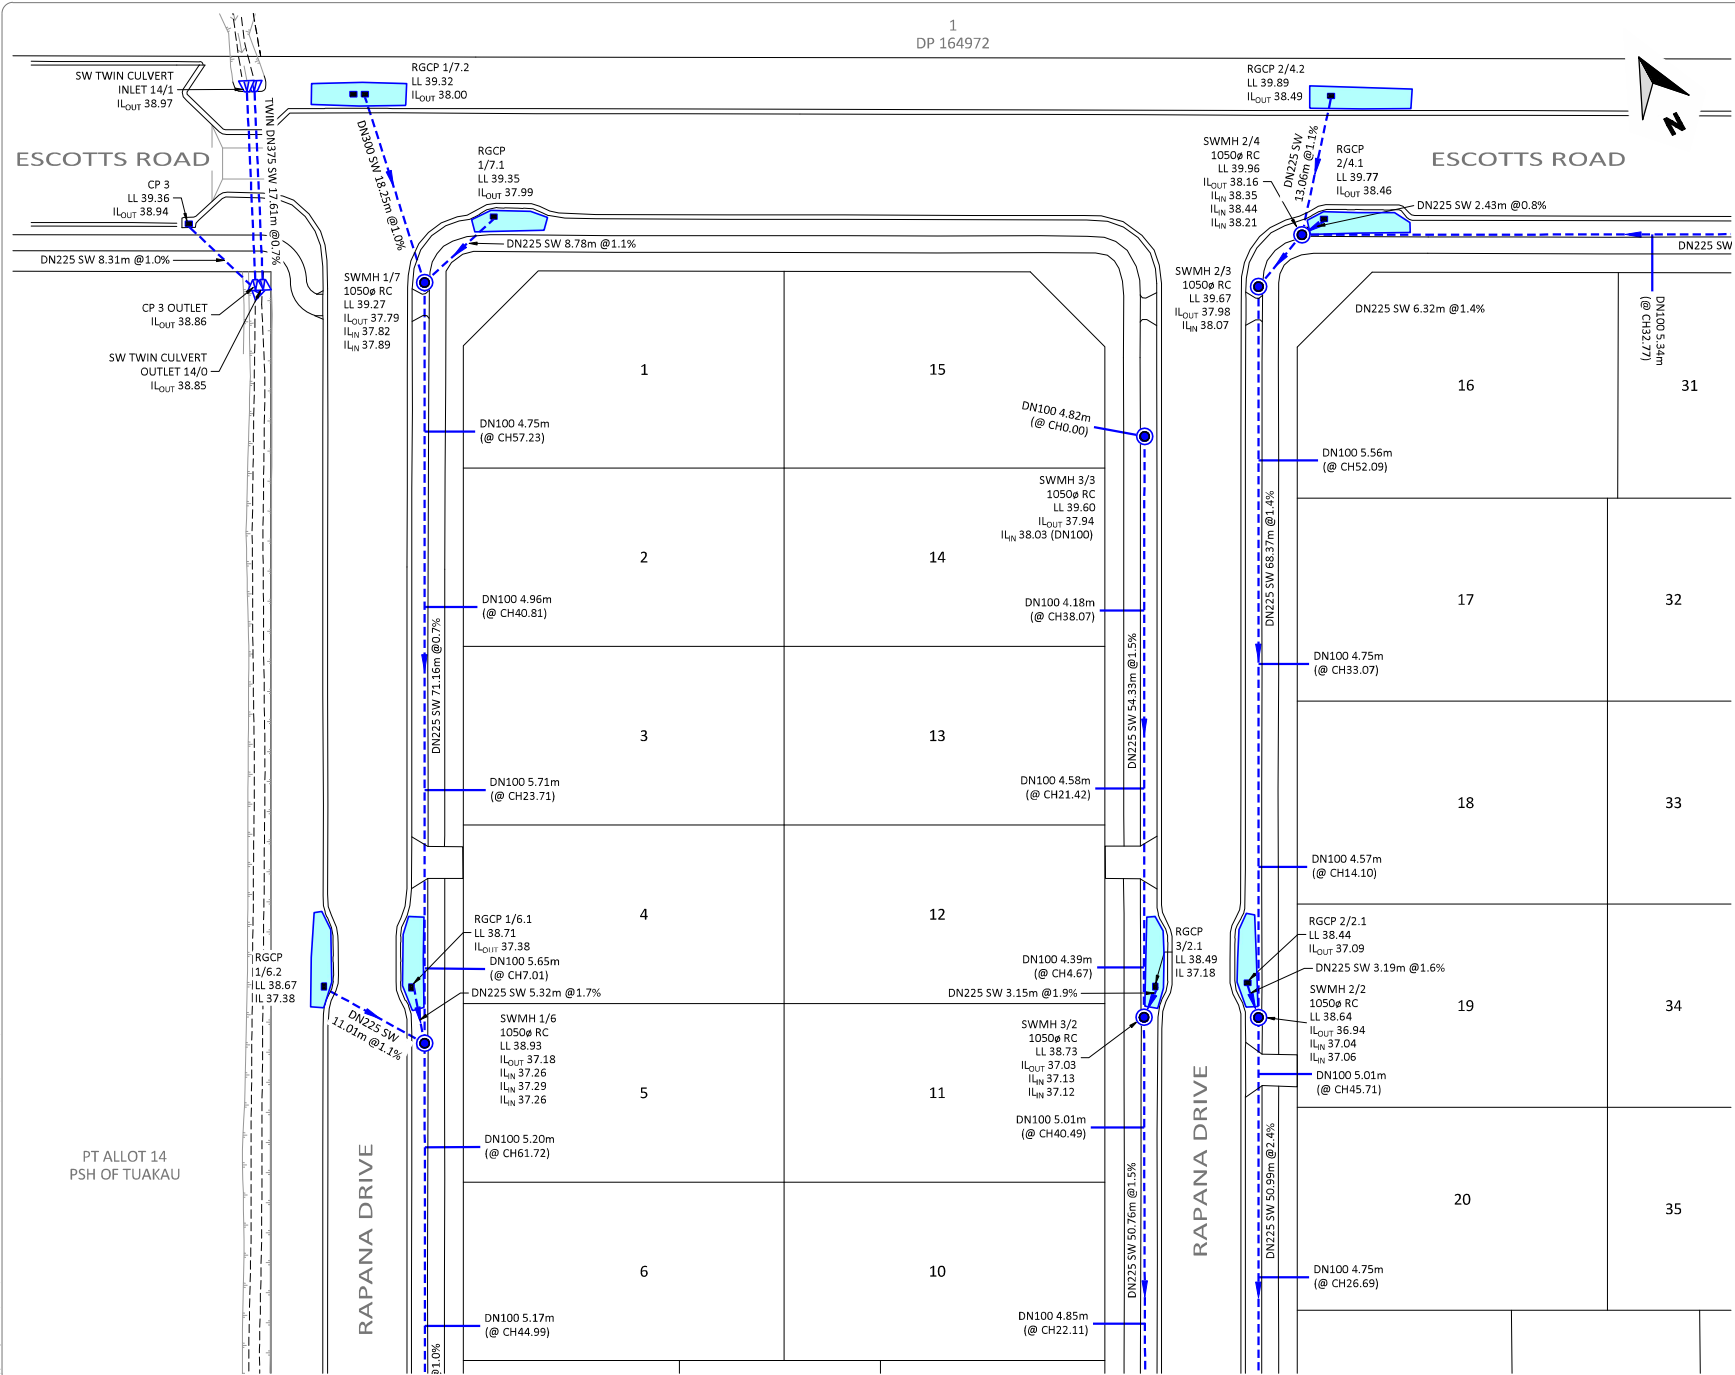 1
DP 164972
SW TWIN CULVERT
INLET 14/1
ILOUT 38.97
RGCP 1/7.2
LL 39.32
ILOUT 38.00
RGCP 2/4.2
LL 39.89
ILOUT 38.49
N
ESCOTTS ROAD
TWIN DN375 SW 17.61m @0.7%
DN300 SW 18.25m @1.0%
RGCP
1/7.1
LL 39.35
ILOUT 37.99
SWMH 2/4
1050ø RC
LL 39.96
ILOUT 38.16
ILIN 38.35
ILIN 38.44
ILIN 38.21
DN225 SW
13.06m @1.1%
RGCP
2/4.1
LL 39.77
ILOUT 38.46
ESCOTTS ROAD
CP 3
LL 39.36
ILOUT 38.94
DN225 SW 2.43m @0.8%
DN225 SW 8.31m @1.0%
DN225 SW 8.78m @1.1%
DN225 SW
CP 3 OUTLET
ILOUT 38.86
SW TWIN CULVERT
OUTLET 14/0
ILOUT 38.85
SWMH 1/7
1050ø RC
LL 39.27
ILOUT 37.79
ILIN 37.82
ILIN 37.89
SWMH 2/3
1050ø RC
LL 39.67
ILOUT 37.98
ILIN 38.07
DN225 SW 6.32m @1.4%
DN100 5.34m
(@ CH32.77)
1
15
16
31
DN100 4.75m
(@ CH57.23)
DN100 4.82m
(@ CH0.00)
DN100 5.56m
(@ CH52.09)
SWMH 3/3
1050ø RC
LL 39.60
ILOUT 37.94
ILIN 38.03 (DN100)
DN225 SW 68.37m @1.4%
2
14
17
32
DN100 4.96m
(@ CH40.81)
DN100 4.18m
(@ CH38.07)
DN225 SW 71.16m @0.7%
DN225 SW 54.33m @1.5%
DN100 4.75m
(@ CH33.07)
3
13
18
33
DN100 5.71m
(@ CH23.71)
DN100 4.58m
(@ CH21.42)
DN100 4.57m
(@ CH14.10)
4
12
RGCP 1/6.1
LL 38.71
ILOUT 37.38
DN100 5.65m
(@ CH7.01)
DN225 SW 5.32m @1.7%
RGCP
1/6.2
LL 38.67
IL 37.38
DN225 SW
11.01m @1.1%
DN100 4.39m
(@ CH4.67)
DN225 SW 3.15m @1.9%
RGCP
3/2.1
LL 38.49
IL 37.18
RGCP 2/2.1
LL 38.44
ILOUT 37.09
DN225 SW 3.19m @1.6%
SWMH 2/2
1050ø RC
LL 38.64
ILOUT 36.94
ILIN 37.04
ILIN 37.06
DN100 5.01m
(@ CH45.71)
19
34
SWMH 1/6
1050ø RC
LL 38.93
ILOUT 37.18
ILIN 37.26
ILIN 37.29
ILIN 37.26
SWMH 3/2
1050ø RC
LL 38.73
ILOUT 37.03
ILIN 37.13
ILIN 37.12
5
11
DN100 5.20m
(@ CH61.72)
DN100 5.01m
(@ CH40.49)
PT ALLOT 14
PSH OF TUAKAU
RAPANA DRIVE
RAPANA DRIVE
DN225 SW 50.76m @1.5%
DN225 SW 50.99m @2.4%
20
35
6
10
DN100 4.75m
(@ CH26.69)
DN100 5.17m
(@ CH44.99)
DN100 4.85m
(@ CH22.11)
@1.0%